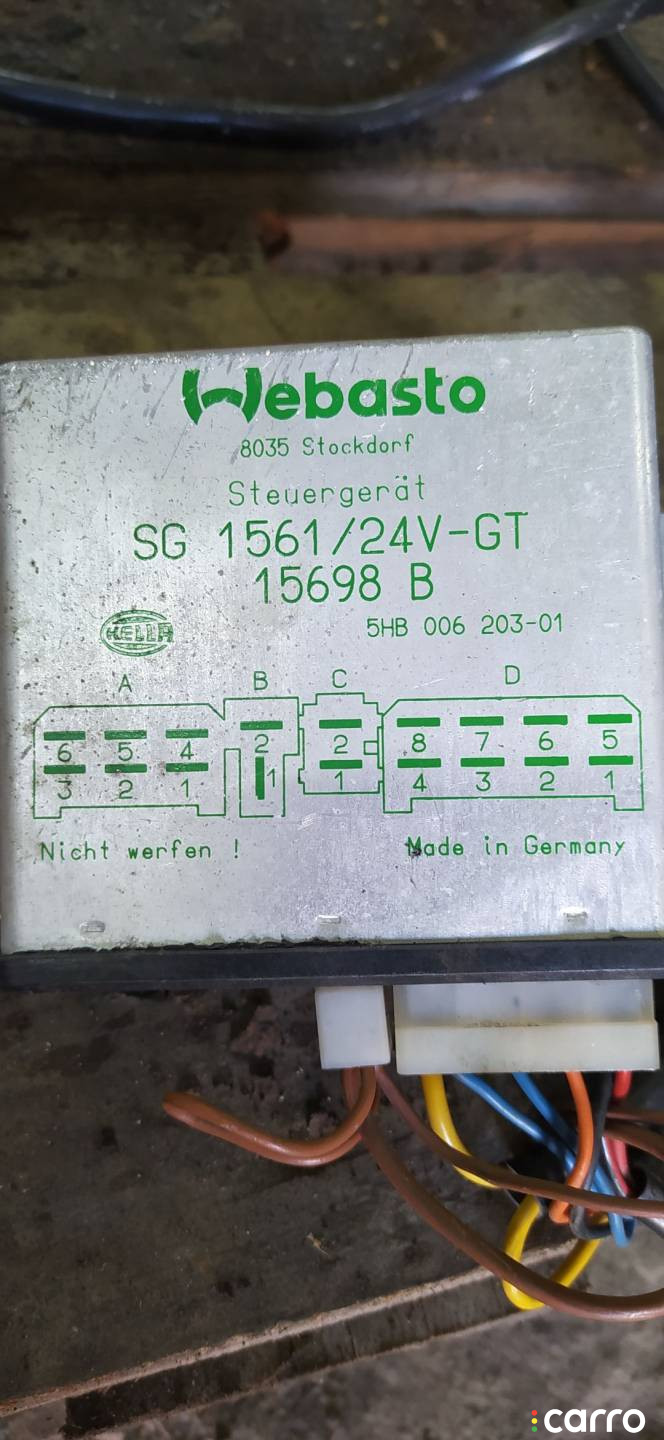 Webasto
8035 Stockdorf
Steuergerät
SG 1561/24V-GT
15698 B
HELLA
5HB 006 203-01
A B C D
6 5 4 2 2 8 7 6 5
3 2 1 1 1 4 3 2 1
Nicht werfen ! Made in Germany
carro